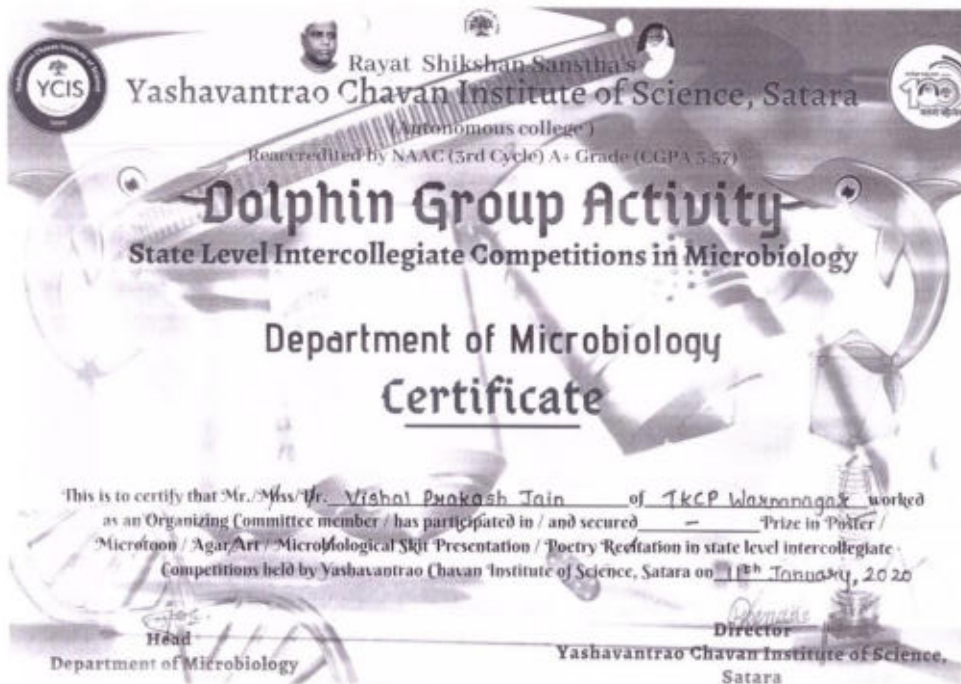 Rayat Shikshan Sanstha's
YCIS
Yashavantrao Chavan Institute of Science, Satara
(Autonomous college)
Reaccredited by NAAC (3rd Cycle) A+ Grade (CGPA 3.57)
Dolphin Group Activity
State Level Intercollegiate Competitions in Microbiology
Department of Microbiology
Certificate
This is to certify that Mr./Miss/Dr. Vishal Prakash Jain of TKCP Warnanagar worked
as an Organizing Committee member / has participated in / and secured - Prize in Poster /
Microtoon / Agar Art / Microbiological Skit Presentation / Poetry Recitation in state level intercollegiate
Competitions held by Yashavantrao Chavan Institute of Science, Satara on 11th January, 2020
Head
Department of Microbiology
Director
Yashavantrao Chavan Institute of Science,
Satara